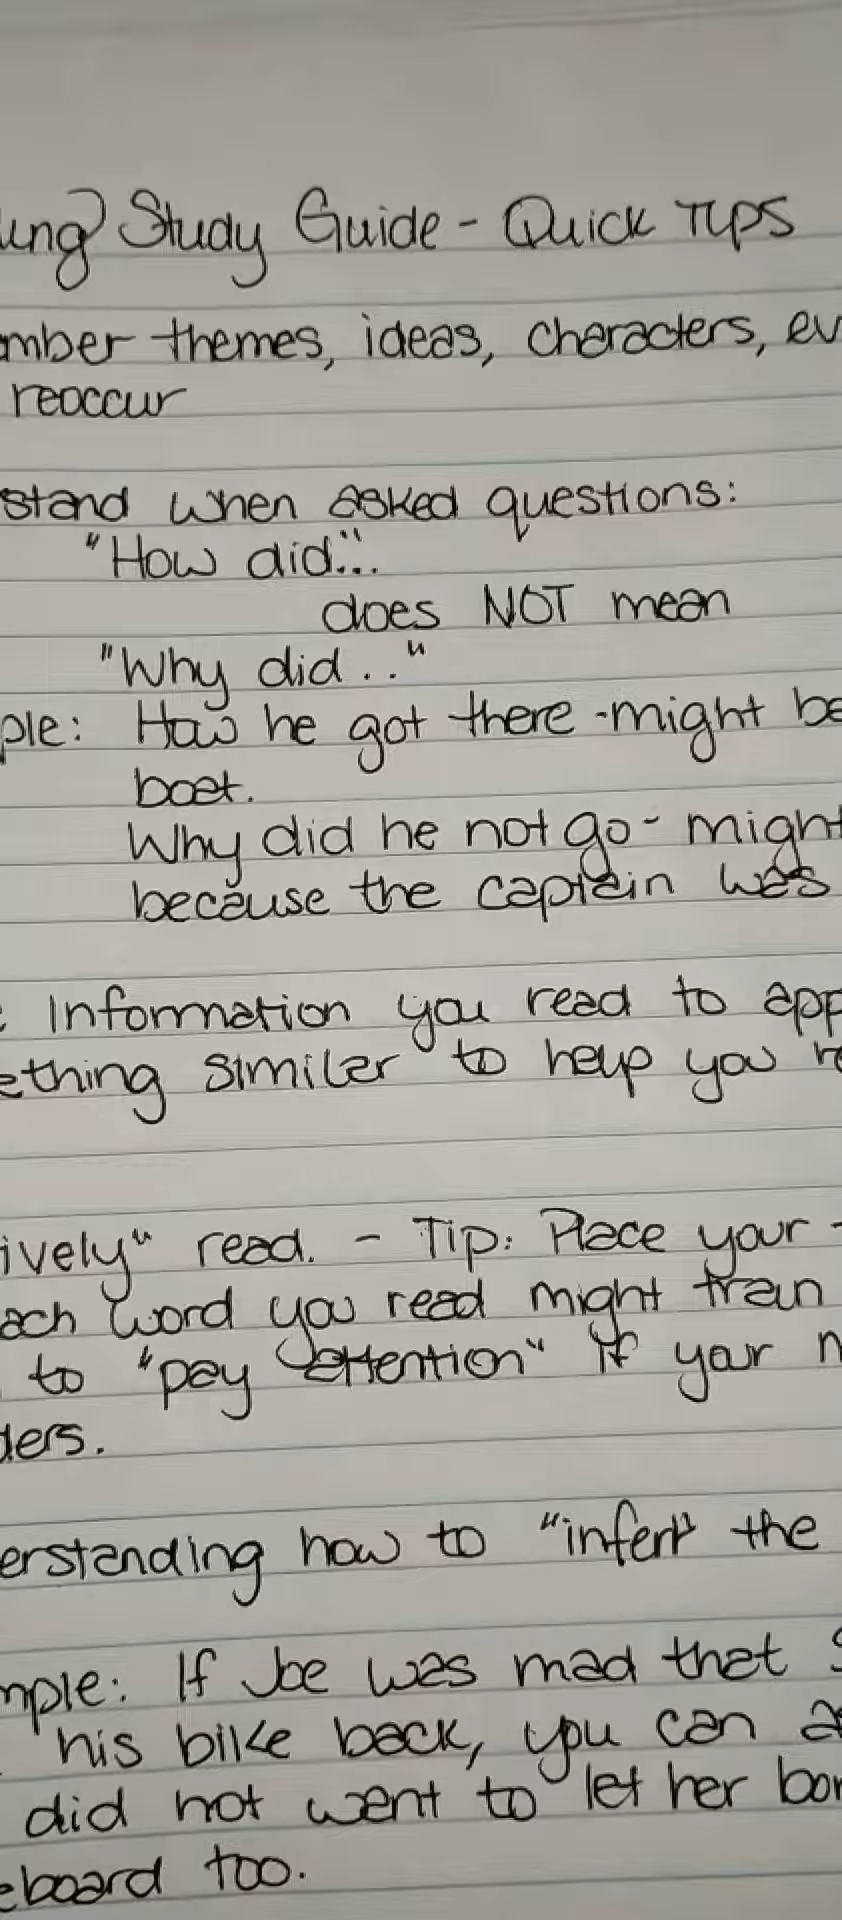 ing Study Guide - Quick Tips
mber themes, ideas, characters, ev
reoccur
stand when asked questions:
"How did..."
does NOT mean
"Why did .."
ple: How he got there - might be
boat.
Why did he not go - might
because the captain was
Information you read to app
ething similar to help you re
ively" read. - Tip: Place your
ach word you read might train
to "pay attention" if your m
ders.
erstanding how to "infer" the
mple: If Joe was mad that S
his bike back, you can as
did not want to let her bor
eboard too.